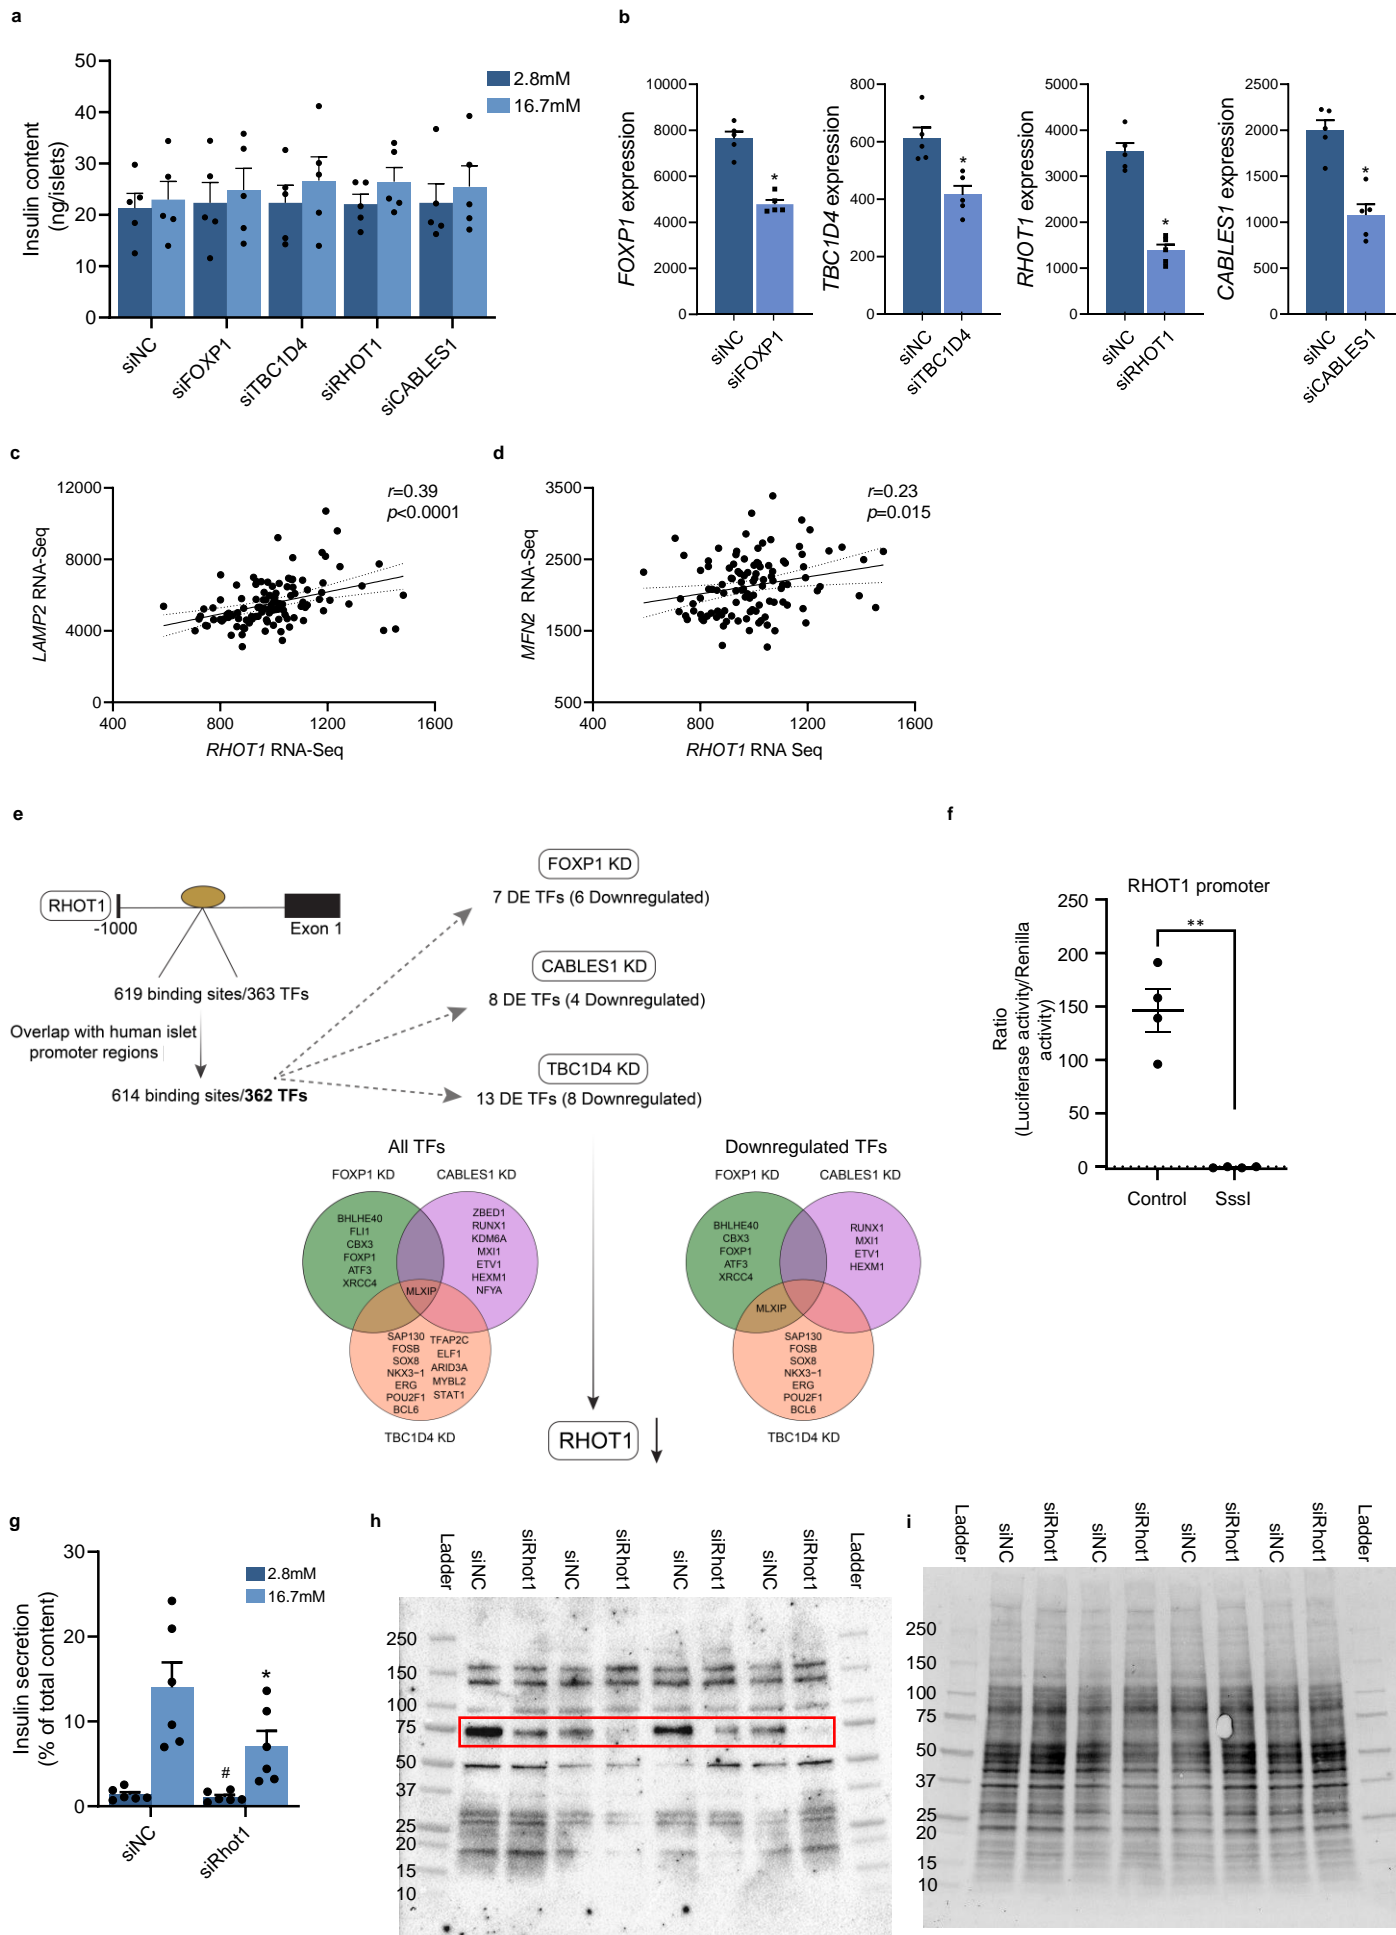 a
50
40
30
20
10
0
Insulin content
(ng/islets)
2.8mM
16.7mM
siNC
siFOXP1
siTBC1D4
siRHOT1
siCABLES1
b
10000
8000
6000
4000
2000
0
FOXP1 expression
*
siNC
siFOXP1
800
600
400
200
0
TBC1D4 expression
*
siNC
siTBC1D4
5000
4000
3000
2000
1000
0
RHOT1 expression
*
siNC
siRHOT1
2500
2000
1500
1000
500
0
CABLES1 expression
*
siNC
siCABLES1
c
12000
8000
4000
0
LAMP2 RNA-Seq
r=0.39
p<0.0001
400
800
1200
1600
RHOT1 RNA-Seq
d
3500
2500
1500
500
MFN2 RNA-Seq
r=0.23
p=0.015
400
800
1200
1600
RHOT1 RNA Seq
e
RHOT1
-1000
Exon 1
619 binding sites/363 TFs
Overlap with human islet
promoter regions
614 binding sites/362 TFs
FOXP1 KD
7 DE TFs (6 Downregulated)
CABLES1 KD
8 DE TFs (4 Downregulated)
TBC1D4 KD
13 DE TFs (8 Downregulated)
All TFs
FOXP1 KD
CABLES1 KD
BHLHE40
FLI1
CBX3
FOXP1
ATF3
XRCC4
ZBED1
RUNX1
KDM6A
MXI1
ETV1
HEXM1
NFYA
MLXIP
SAP130
FOSB
SOX8
NKX3−1
ERG
POU2F1
BCL6
TFAP2C
ELF1
ARID3A
MYBL2
STAT1
TBC1D4 KD
Downregulated TFs
FOXP1 KD
CABLES1 KD
BHLHE40
CBX3
FOXP1
ATF3
XRCC4
RUNX1
MXI1
ETV1
HEXM1
MLXIP
SAP130
FOSB
SOX8
NKX3−1
ERG
POU2F1
BCL6
TBC1D4 KD
RHOT1
f
RHOT1 promoter
250
200
150
100
50
0
Ratio
(Luciferase activity/Renilla
activity)
**
Control
SssI
g
30
20
10
0
Insulin secretion
(% of total content)
2.8mM
16.7mM
#
*
siNC
siRhot1
h
Ladder
siNC
siRhot1
siNC
siRhot1
siNC
siRhot1
siNC
siRhot1
Ladder
250
150
100
75
50
37
25
20
15
10
i
Ladder
siNC
siRhot1
siNC
siRhot1
siNC
siRhot1
siNC
siRhot1
Ladder
250
150
100
75
50
37
25
20
15
10